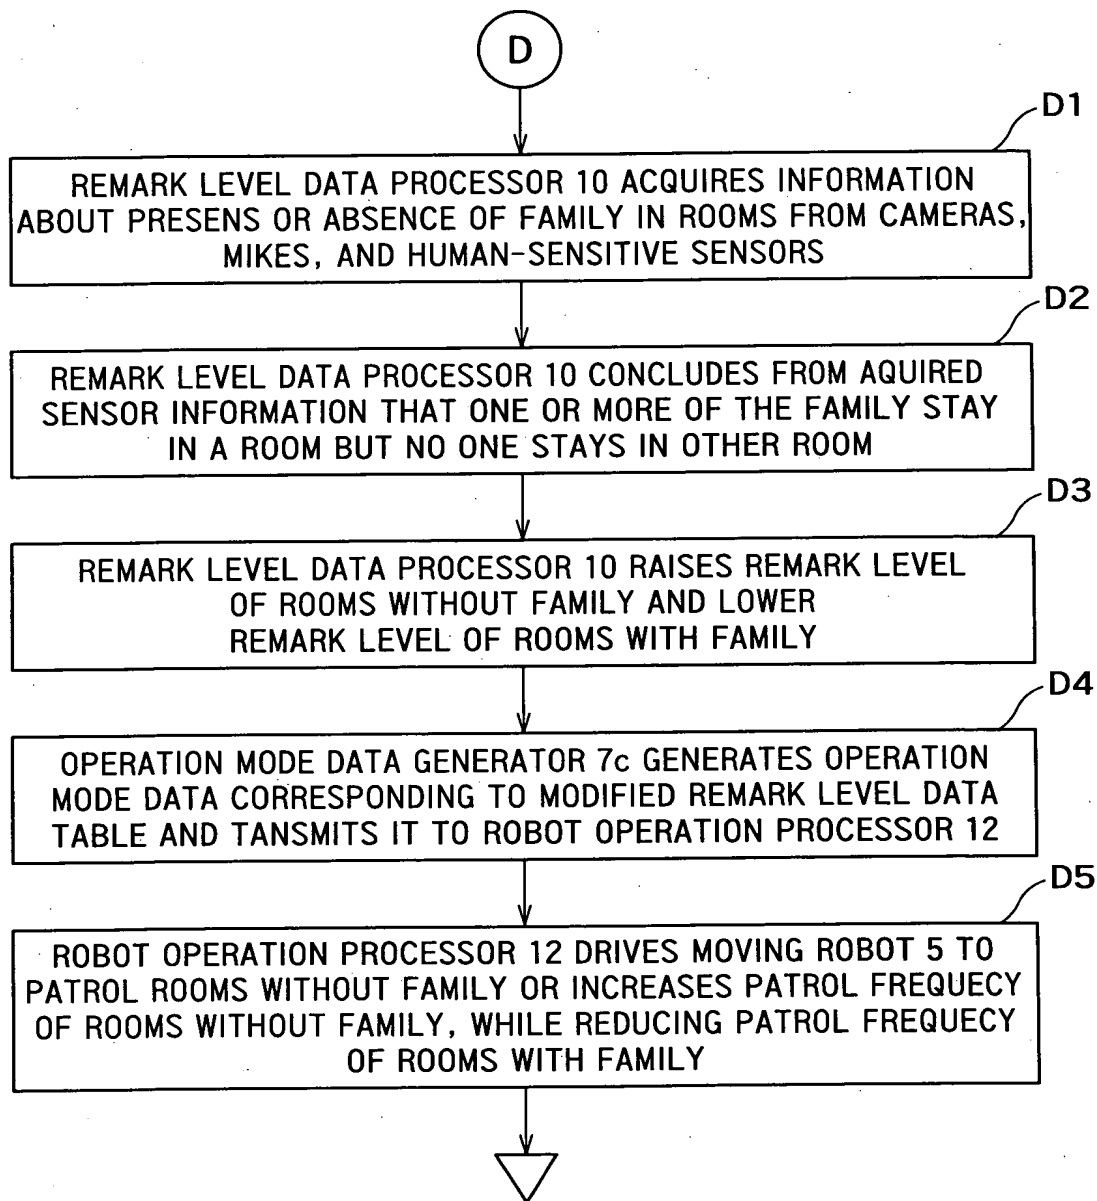 D
D1
REMARK LEVEL DATA PROCESSOR 10 ACQUIRES INFORMATION
ABOUT PRESENS OR ABSENCE OF FAMILY IN ROOMS FROM CAMERAS,
MIKES, AND HUMAN-SENSITIVE SENSORS
D2
REMARK LEVEL DATA PROCESSOR 10 CONCLUDES FROM AQUIRED
SENSOR INFORMATION THAT ONE OR MORE OF THE FAMILY STAY
IN A ROOM BUT NO ONE STAYS IN OTHER ROOM
D3
REMARK LEVEL DATA PROCESSOR 10 RAISES REMARK LEVEL
OF ROOMS WITHOUT FAMILY AND LOWER
REMARK LEVEL OF ROOMS WITH FAMILY
D4
OPERATION MODE DATA GENERATOR 7c GENERATES OPERATION
MODE DATA CORRESPONDING TO MODIFIED REMARK LEVEL DATA
TABLE AND TANSMITS IT TO ROBOT OPERATION PROCESSOR 12
D5
ROBOT OPERATION PROCESSOR 12 DRIVES MOVING ROBOT 5 TO
PATROL ROOMS WITHOUT FAMILY OR INCREASES PATROL FREQUECY
OF ROOMS WITHOUT FAMILY, WHILE REDUCING PATROL FREQUECY
OF ROOMS WITH FAMILY